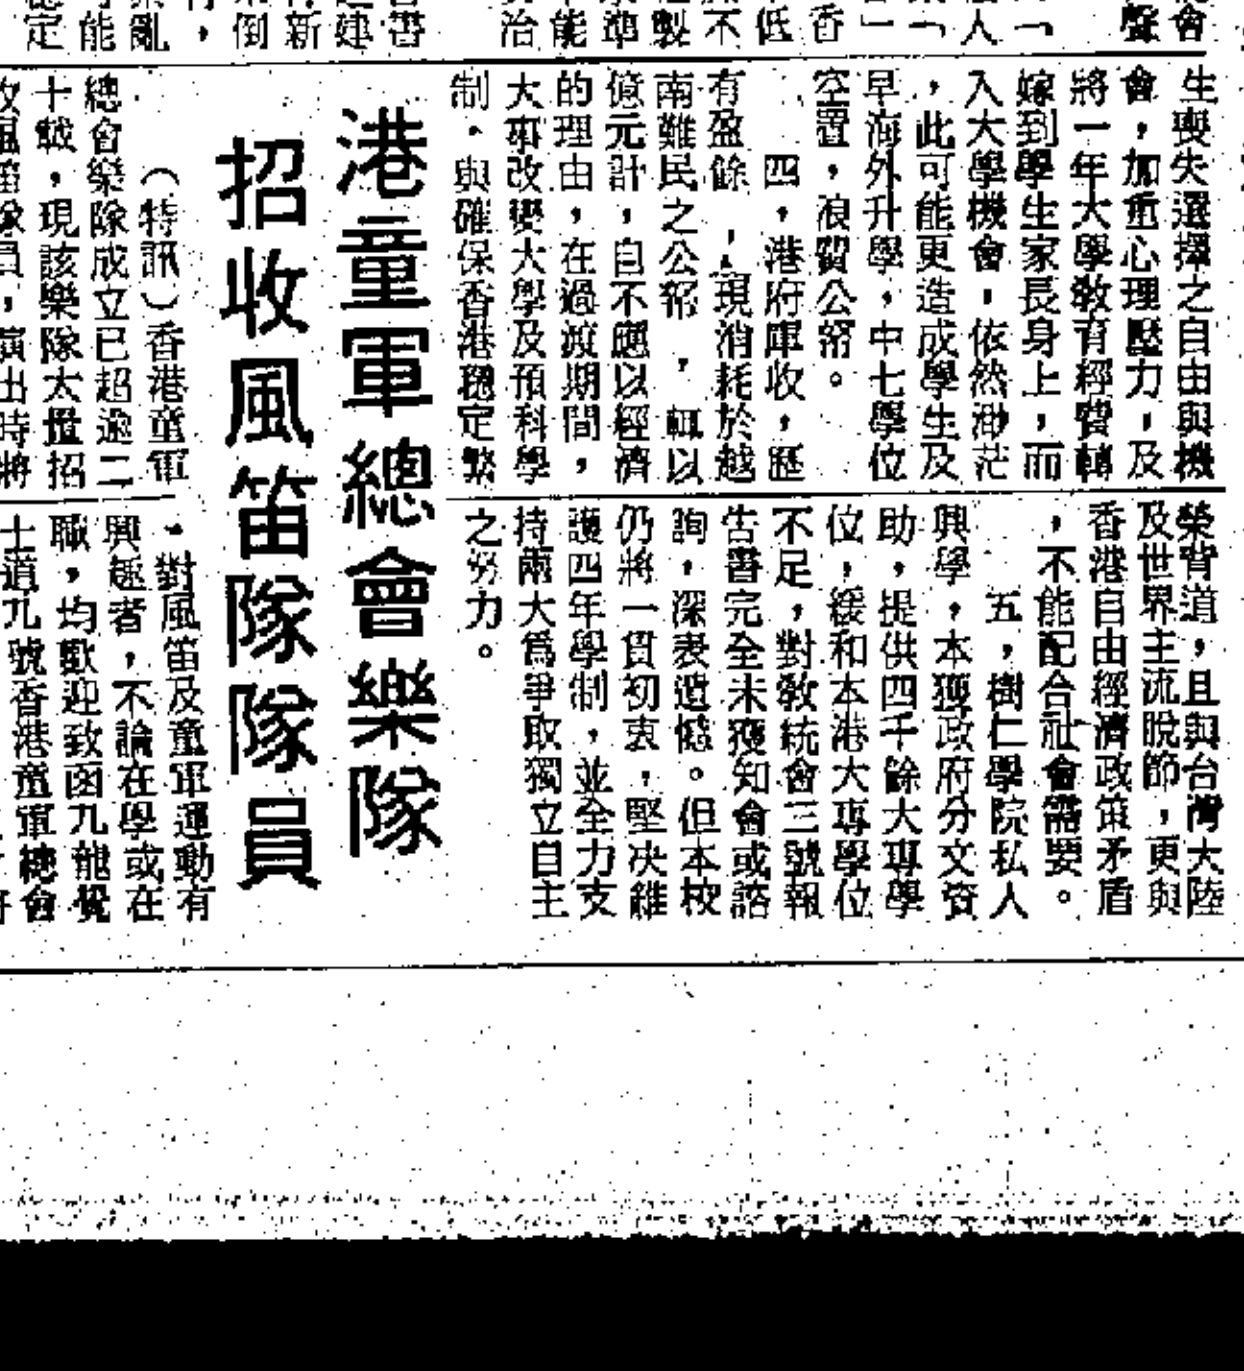 生喪失選擇之自由與機
會，加重心理壓力，及
將一年大學教育經費轉
嫁到學生家長身上，而
入大學機會，依然渺茫
，此可能更造成學生及
早海外升學，中七學位
空置，浪費公帑。
四，港府庫收，歷
有盈餘，現消耗於越
南難民之公帑，輒以
億元計，自不應以經濟
的理由，在過渡期間，
大事改變大學及預科學
制，與確保香港穩定繁
榮背道，且與台灣大陸
及世界主流脫節，更與
香港自由經濟政策矛盾
，不能配合社會需要。
五，樹仁學院私人
興學，本獲政府分文資
助，提供四千餘大專學
位，緩和本港大專學位
不足，對教統會三號報
告書完全未獲知會或諮
詢，深表遺憾。但本校
仍將一貫初衷，堅決維
護四年學制，並全力支
持兩大為爭取獨立自主
之努力。
港童軍總會樂隊
招收風笛隊隊員
（特訊）香港童軍
總會樂隊成立已超逾二
十載，現該樂隊大量招
收風笛隊員，演出時將
，對風笛及童軍運動有
興趣者，不論在學或在
職，均歡迎致函九龍覺
士道九號香港童軍總會